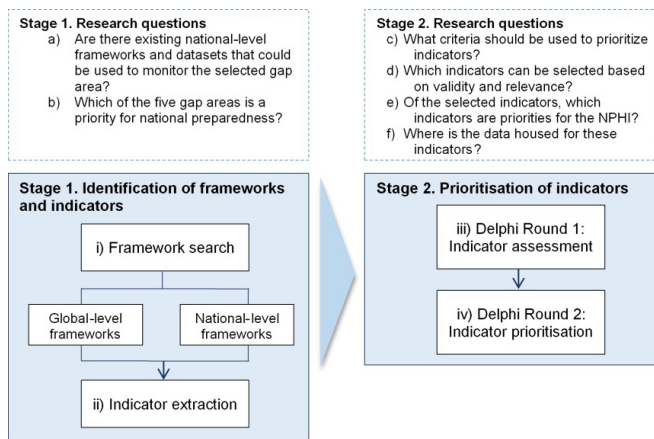 Stage 1. Research questions
a) Are there existing national-level
frameworks and datasets that could
be used to monitor the selected gap
area?
b) Which of the five gap areas is a
priority for national preparedness?
Stage 2. Research questions
c) What criteria should be used to prioritize
indicators?
d) Which indicators can be selected based
on validity and relevance?
e) Of the selected indicators, which
indicators are priorities for the NPHI?
f) Where is the data housed for these
indicators?
Stage 1. Identification of frameworks
and indicators
i) Framework search
Global-level
frameworks
National-level
frameworks
ii) Indicator extraction
Stage 2. Prioritisation of indicators
iii) Delphi Round 1:
Indicator assessment
iv) Delphi Round 2:
Indicator prioritisation